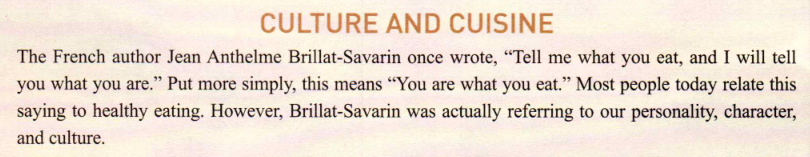 CULTURE AND CUISINE
The French author Jean Anthelme Brillat-Savarin once wrote, “Tell me what you eat, and I will tell
you what you are.” Put more simply, this means “You are what you eat.” Most people today relate this
saying to healthy eating. However, Brillat-Savarin was actually referring to our personality, character,
and culture.